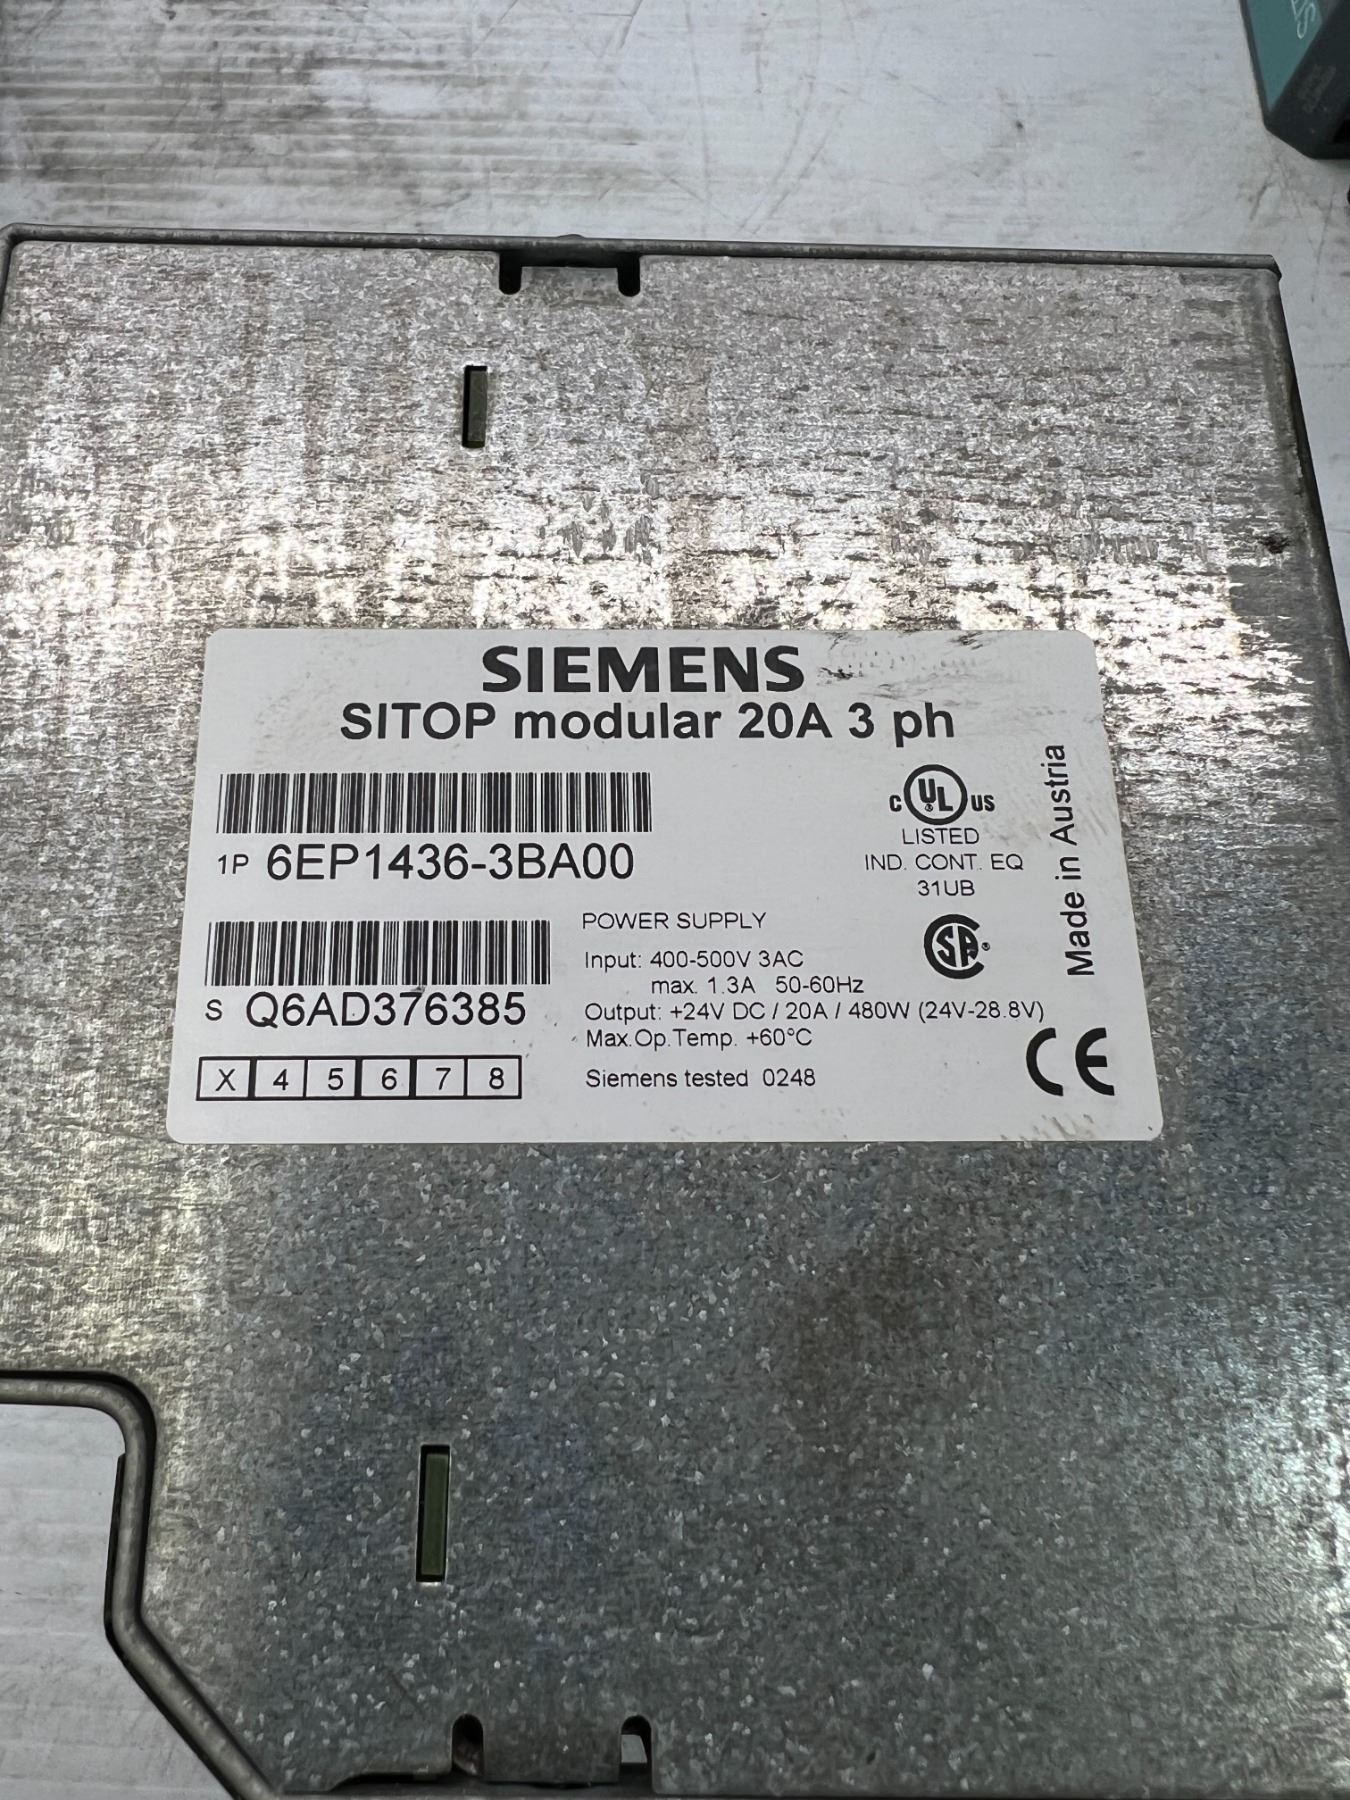 SIEMENS
SITOP modular 20A 3 ph
1P 6EP1436-3BA00
C UL US
LISTED
IND. CONT. EQ
31UB
Made in Austria
S Q6AD376385
X 4 5 6 7 8
POWER SUPPLY
Input: 400-500V 3AC
max. 1.3A 50-60Hz
Output: +24V DC / 20A / 480W (24V-28.8V)
Max.Op.Temp. +60°C
Siemens tested 0248
SA
CE